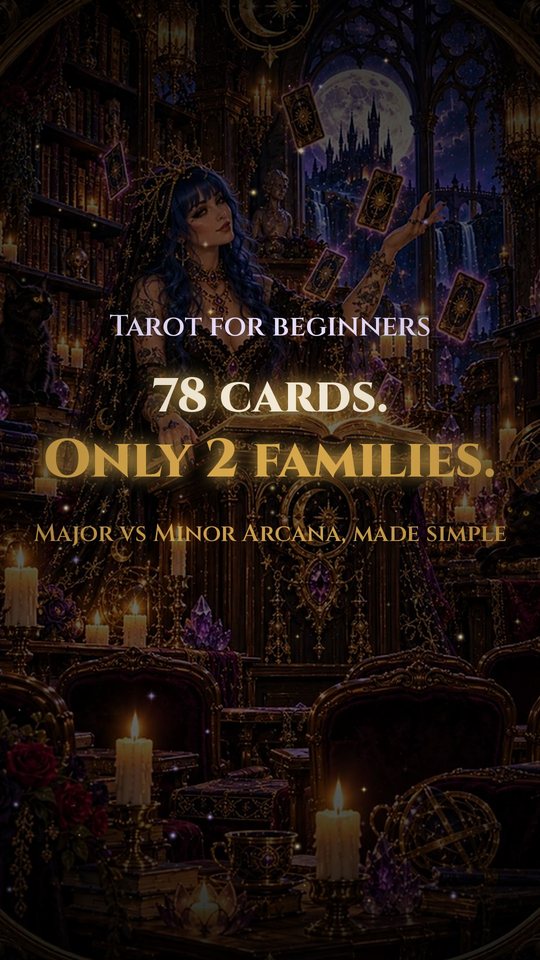 Tarot for beginners
78 cards.
Only 2 families.
Major vs Minor Arcana, made simple